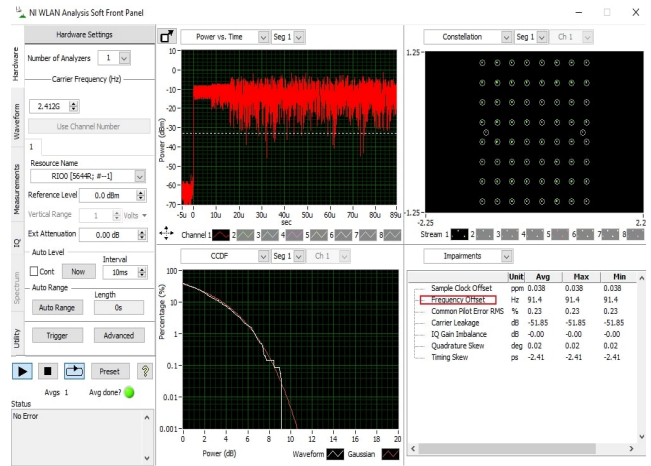 NI WLAN Analysis Soft Front Panel
Hardware
Waveform
Measurements
IQ
Spectrum
Utility
Hardware Settings
Number of Analyzers 1
Carrier Frequency (Hz)
2.412G
Use Channel Number
1
Resource Name
RIO0 [5644R; #--1]
Reference Level 0.0 dBm
Vertical Range 1 Volts
Ext Attenuation 0.00 dB
Auto Level
Interval
Cont Now 10ms
Auto Range
Length
Auto Range 0s
Trigger Advanced
Preset ?
Avgs 1 Avg done?
Status
No Error
Power vs. Time Seg 1
Power (dBm)
10-
0-
-10-
-20-
-30-
-40-
-50-
-60-
-70-
-5u 0 10u 20u 30u 40u 50u 60u 70u 80u 89u
sec
Channel 1 2 3 4 5 6 7 8
Constellation Seg 1 Ch 1
1.25-
-1.25-
-2.25 2.2
Stream 1 2 3 4 5 6 7 8
CCDF Seg 1 Ch 1
Percentage (%)
100-
10-
1-
0.1-
0.01-
0.001-
0 2 4 6 8 10 12 14 16 18 20
Power (dB) Waveform Gaussian
Impairments
Unit Avg Max Min
Sample Clock Offset ppm 0.038 0.038 0.038
Frequency Offset Hz 91.4 91.4 91.4
Common Pilot Error RMS % 0.23 0.23 0.23
Carrier Leakage dB -51.85 -51.85 -51.85
IQ Gain Imbalance dB -0.00 -0.00 -0.00
Quadrature Skew deg 0.02 0.02 0.02
Timing Skew ps -2.41 -2.41 -2.41